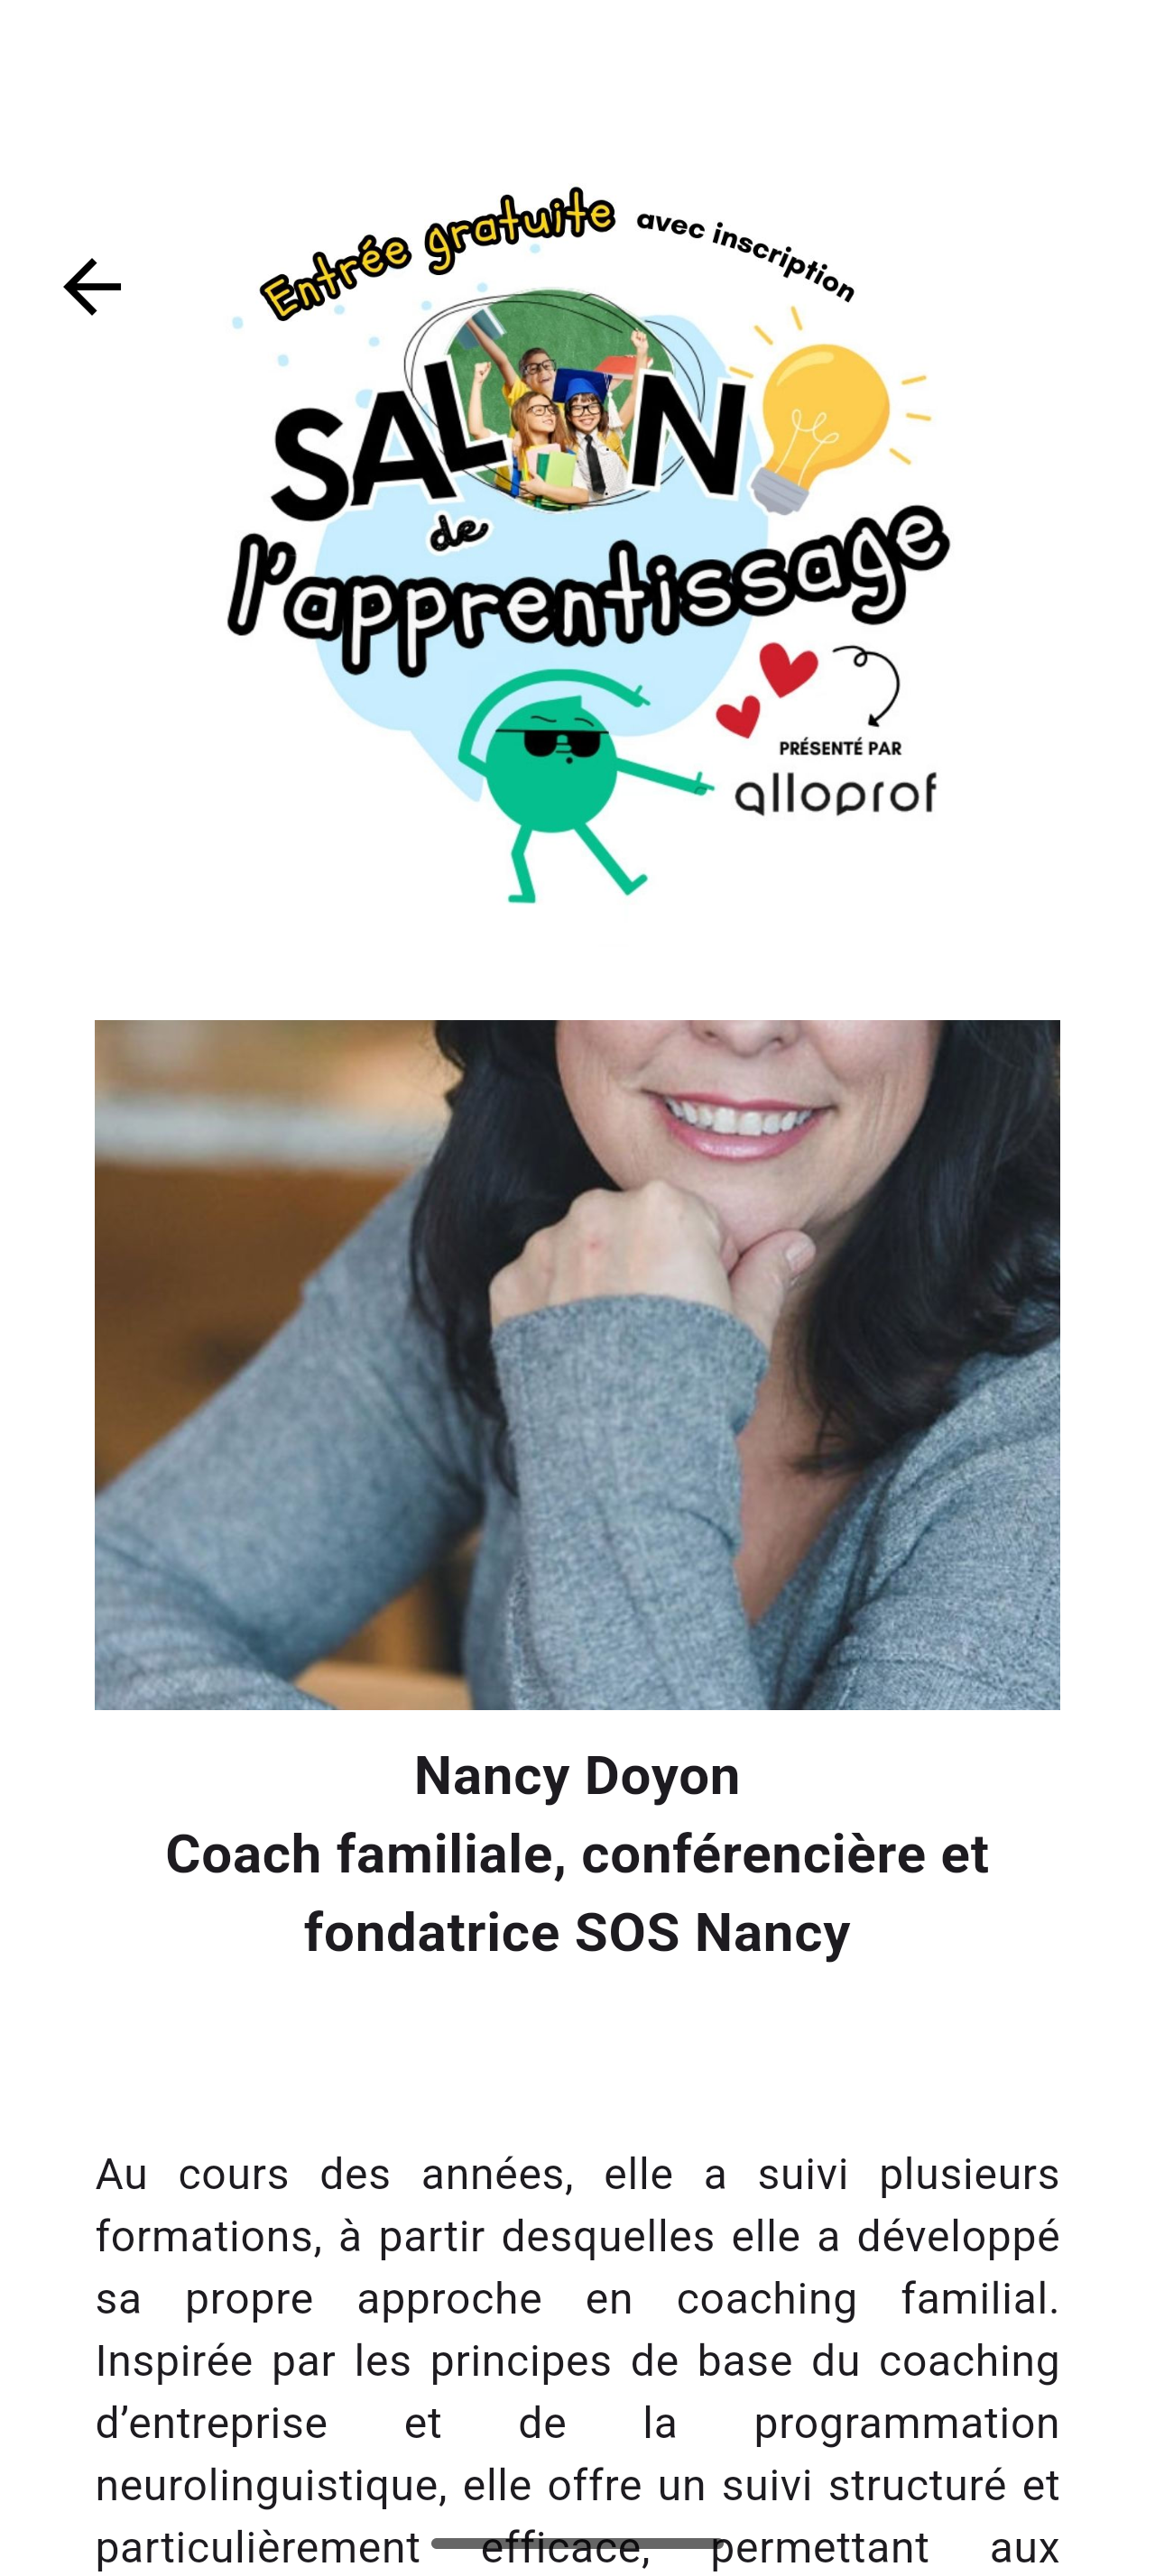 Entrée gratuite avec inscription
SALON
de
l'apprentissage
PRÉSENTÉ PAR
alloprof
Nancy Doyon
Coach familiale, conférencière et
fondatrice SOS Nancy
Au cours des années, elle a suivi plusieurs
formations, à partir desquelles elle a développé
sa propre approche en coaching familial.
Inspirée par les principes de base du coaching
d’entreprise et de la programmation
neurolinguistique, elle offre un suivi structuré et
particulièrement efficace, permettant aux